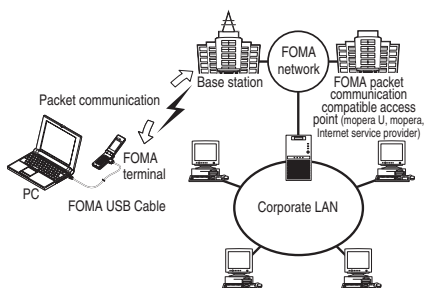 Base station
FOMA
network
FOMA packet
communication
compatible access
point (mopera U, mopera,
Internet service provider)
Packet communication
FOMA
terminal
PC
FOMA USB Cable
Corporate LAN